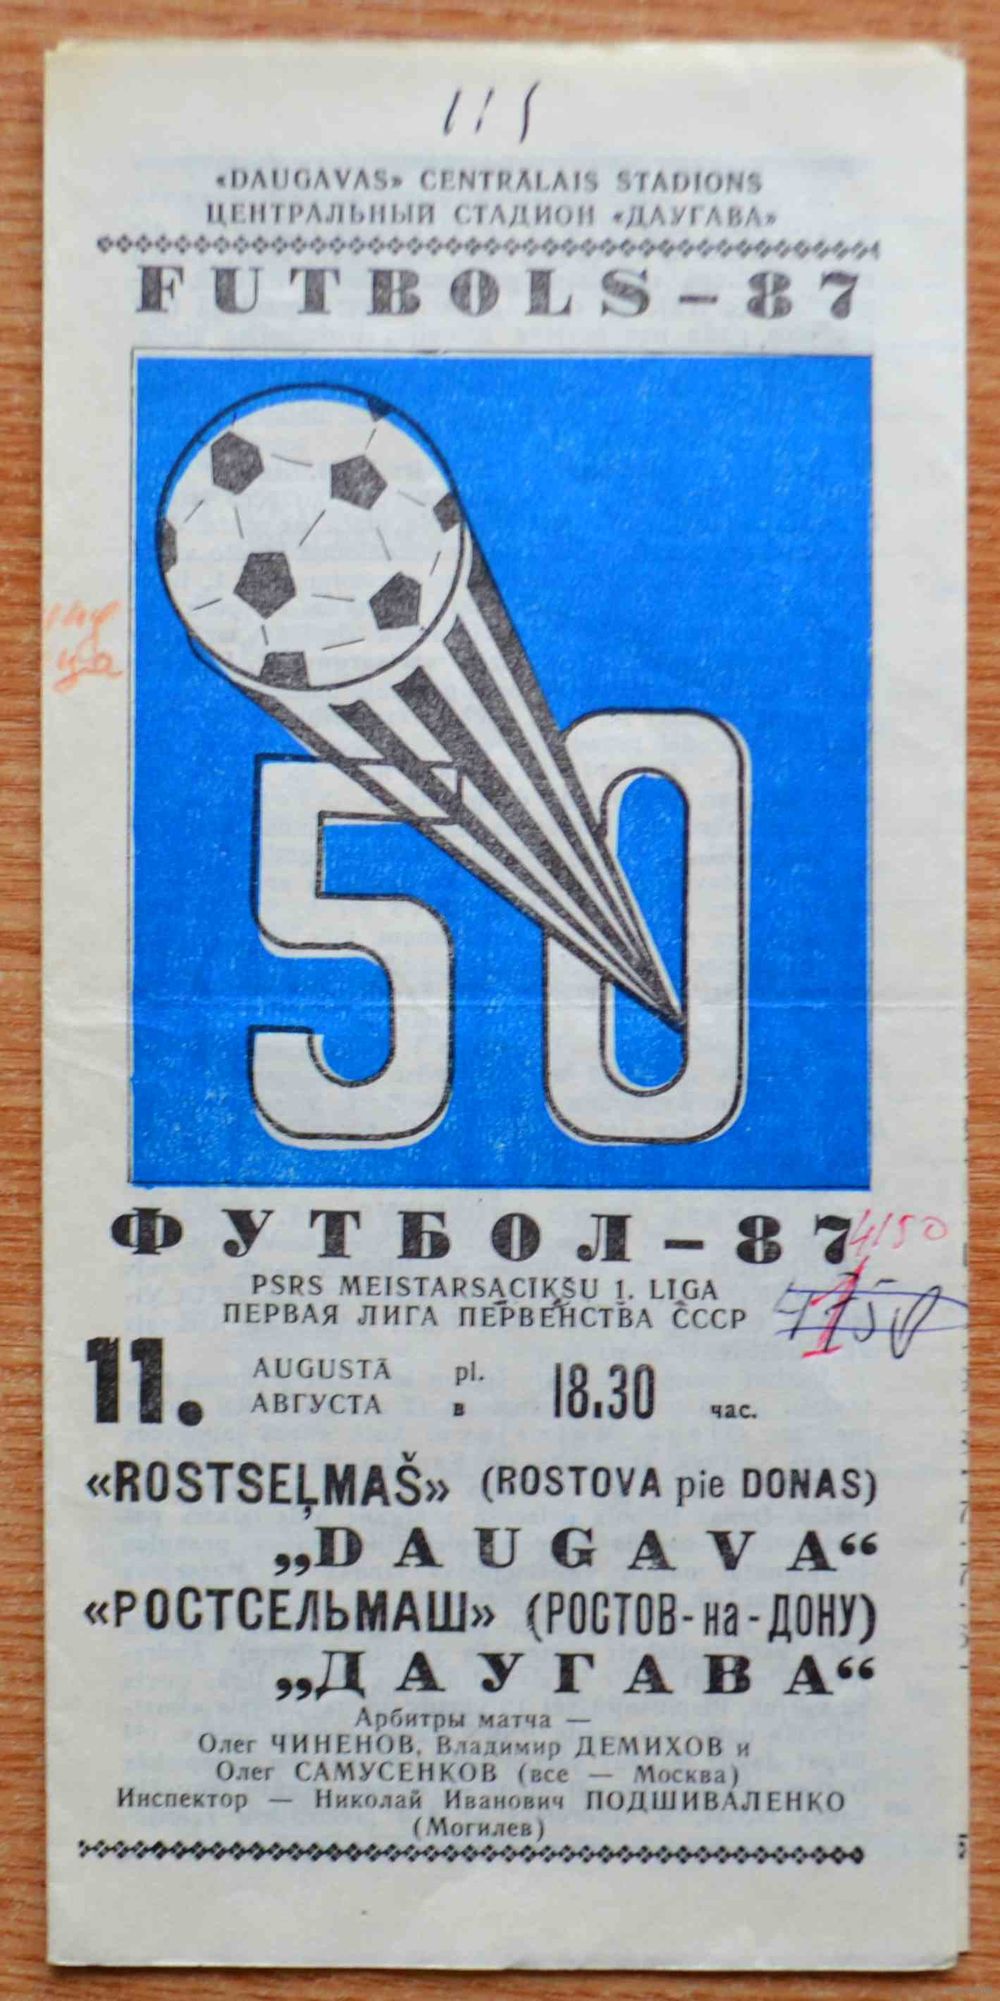 115
«DAUGAVAS» CENTRĀLAIS STADIONS
ЦЕНТРАЛЬНЫЙ СТАДИОН «ДАУГАВА»
FUTBOLS – 87
50
ФУТБОЛ – 87
4/50
PSRS MEISTARSACĪKŠU 1. LĪGA
ПЕРВАЯ ЛИГА ПЕРВЕНСТВА СССР
11. AUGUSTĀ pl. 18.30
АВГУСТА в час.
«ROSTSEĻMAŠ» (ROSTOVA pie DONAS)
„DAUGAVA“
«РОСТСЕЛЬМАШ» (РОСТОВ-на-ДОНУ)
„ДАУГАВА“
Арбитры матча —
Олег ЧИНЕНОВ, Владимир ДЕМИХОВ и
Олег САМУСЕНКОВ (все — Москва)
Инспектор — Николай Иванович ПОДШИВАЛЕНКО
(Могилев)